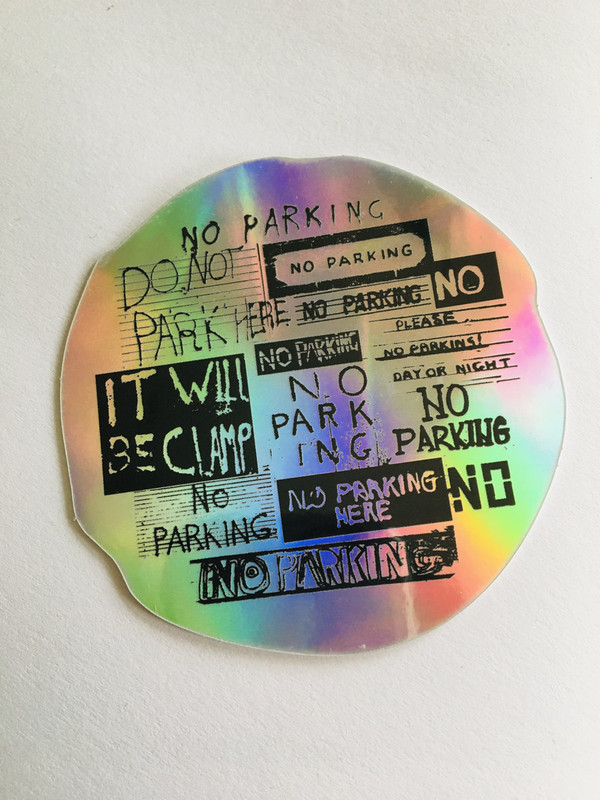 NO PARKING
DO NOT
PARK HERE
NO PARKING
NO PARKING
NO
PLEASE
NO PARKING!
DAY OR NIGHT
NO PARKING
IT WILL
BE CLAMP
NO
PARK
ING
NO
PARKING
NO
PARKING
NO PARKING
HERE
NO
NO PARKING